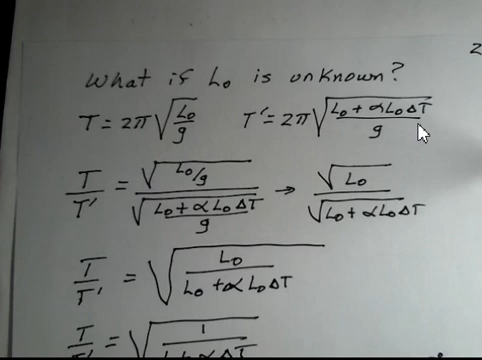 2
What if L₀ is unknown?
T = 2π √(L₀/g) T' = 2π √((L₀ + αL₀ΔT)/g)
T/T' = √(L₀/g) / √((L₀ + αL₀ΔT)/g) → √L₀ / √(L₀ + αL₀ΔT)
T/T' = √(L₀/(L₀ + αL₀ΔT))